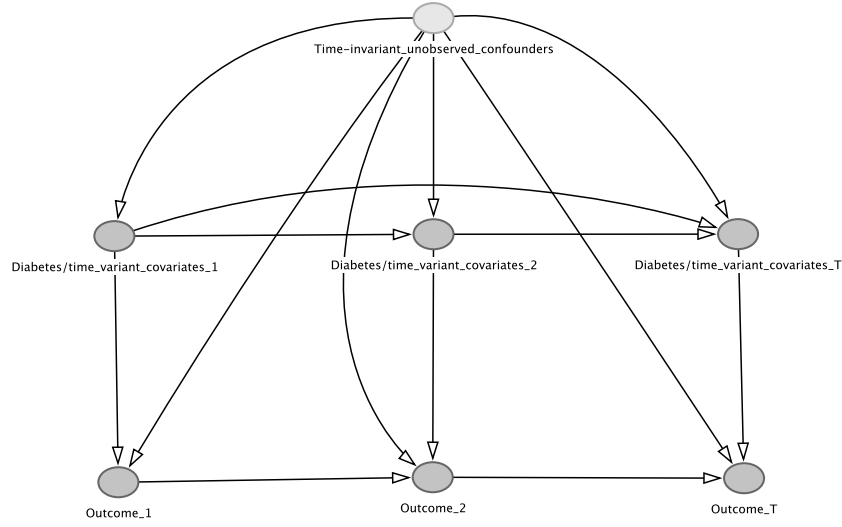 Time-invariant_unobserved_confounders
Diabetes/time_variant_covariates_1
Diabetes/time_variant_covariates_2
Diabetes/time_variant_covariates_T
Outcome_1
Outcome_2
Outcome_T